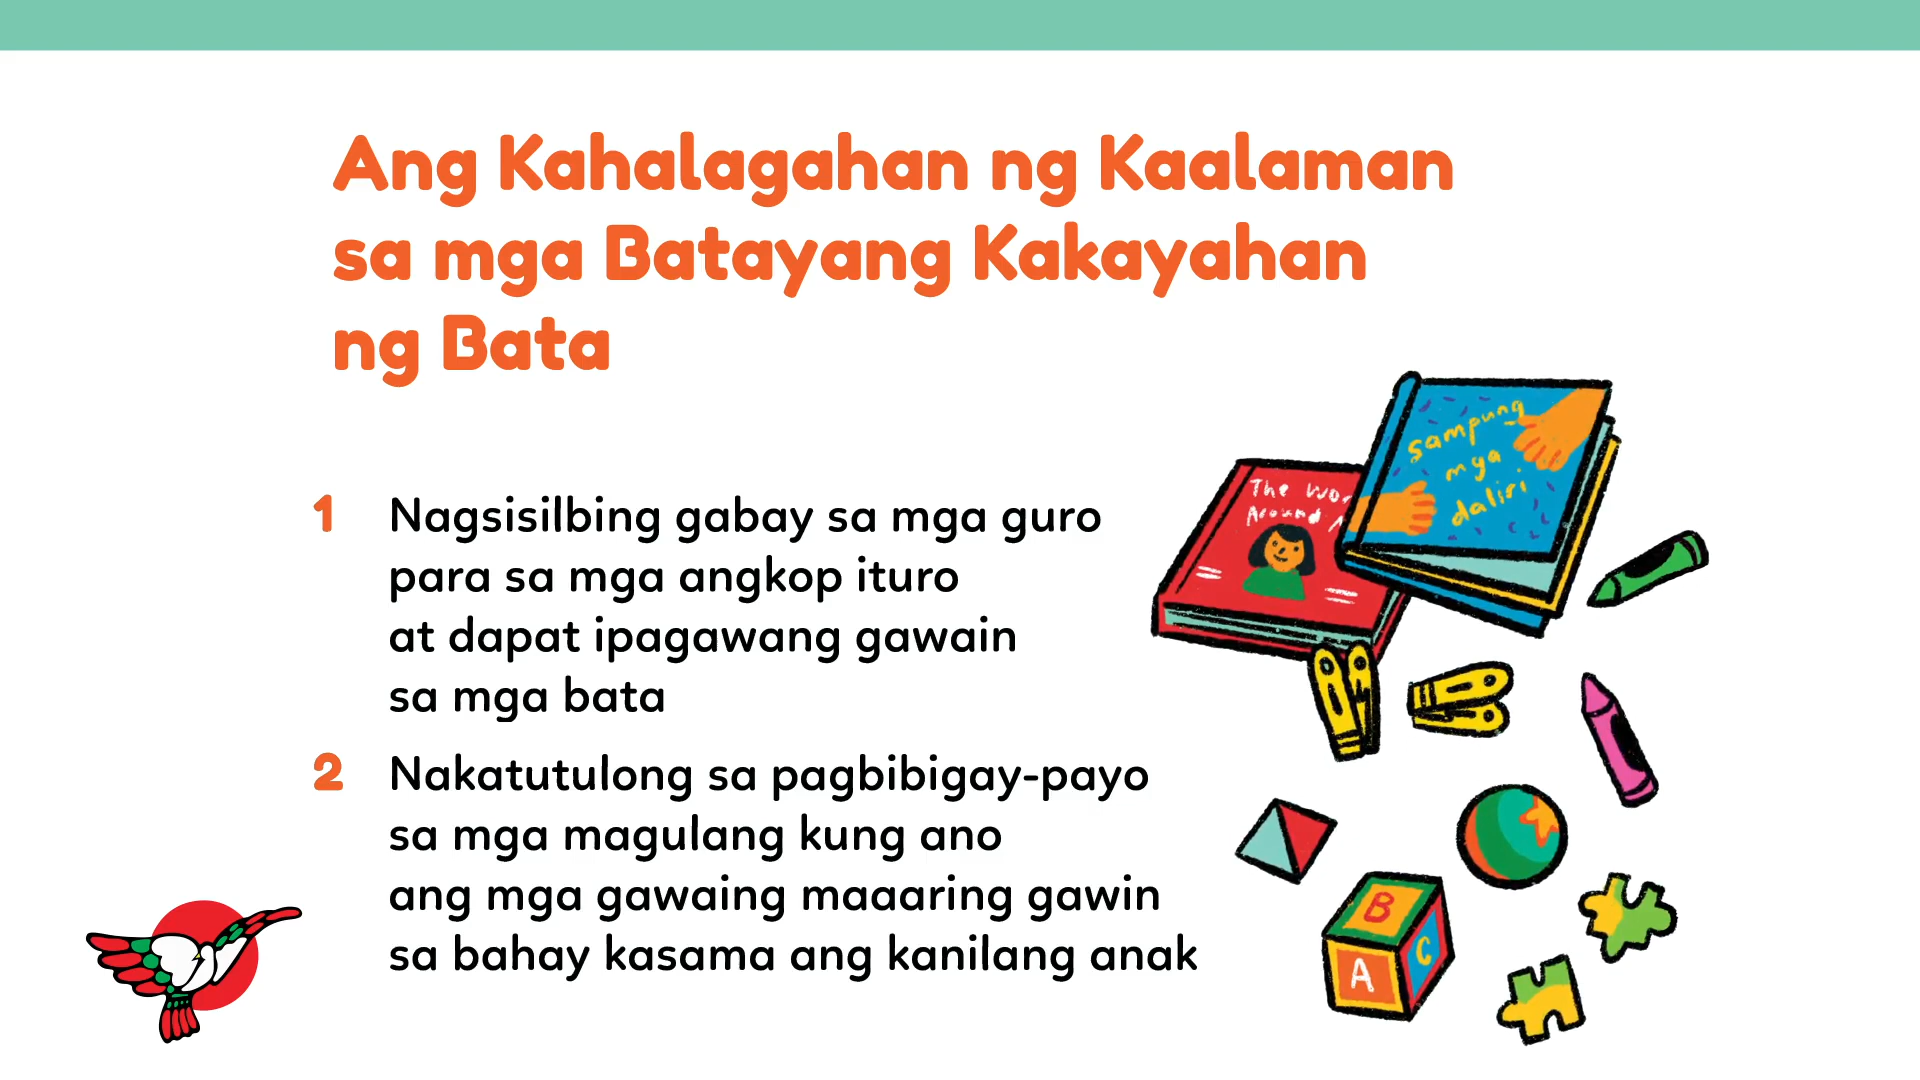 Ang Kahalagahan ng Kaalaman
sa mga Batayang Kakayahan
ng Bata
1 Nagsisilbing gabay sa mga guro
para sa mga angkop ituro
at dapat ipagawang gawain
sa mga bata
2 Nakatutulong sa pagbibigay-payo
sa mga magulang kung ano
ang mga gawaing maaaring gawin
sa bahay kasama ang kanilang anak
sampung
mga
daliri
The
Around
B
A
C